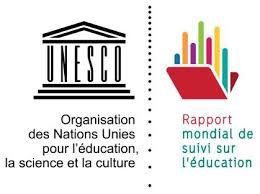 UNESCO
Organisation
des Nations Unies
pour l'éducation,
la science et la culture
Rapport
mondial de
suivi sur
l'éducation